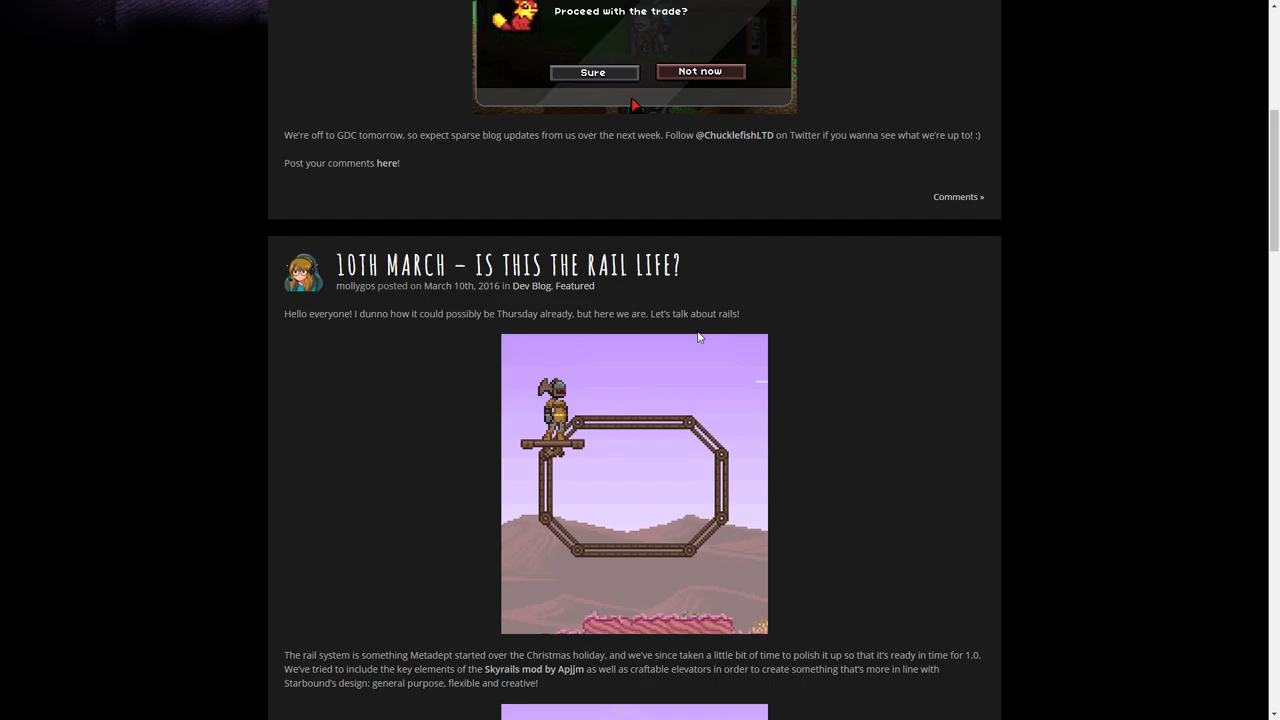 Proceed with the trade?
Sure
Not now
We're off to GDC tomorrow, so expect sparse blog updates from us over the next week. Follow @ChucklefishLTD on Twitter if you wanna see what we're up to! :)
Post your comments here!
Comments »
10TH MARCH – IS THIS THE RAIL LIFE?
mollygos posted on March 10th, 2016 in Dev Blog, Featured
Hello everyone! I dunno how it could possibly be Thursday already, but here we are. Let's talk about rails!
The rail system is something Metadept started over the Christmas holiday, and we've since taken a little bit of time to polish it up so that it's ready in time for 1.0.
We've tried to include the key elements of the Skyrails mod by Apjjm as well as craftable elevators in order to create something that's more in line with
Starbound's design: general purpose, flexible and creative!